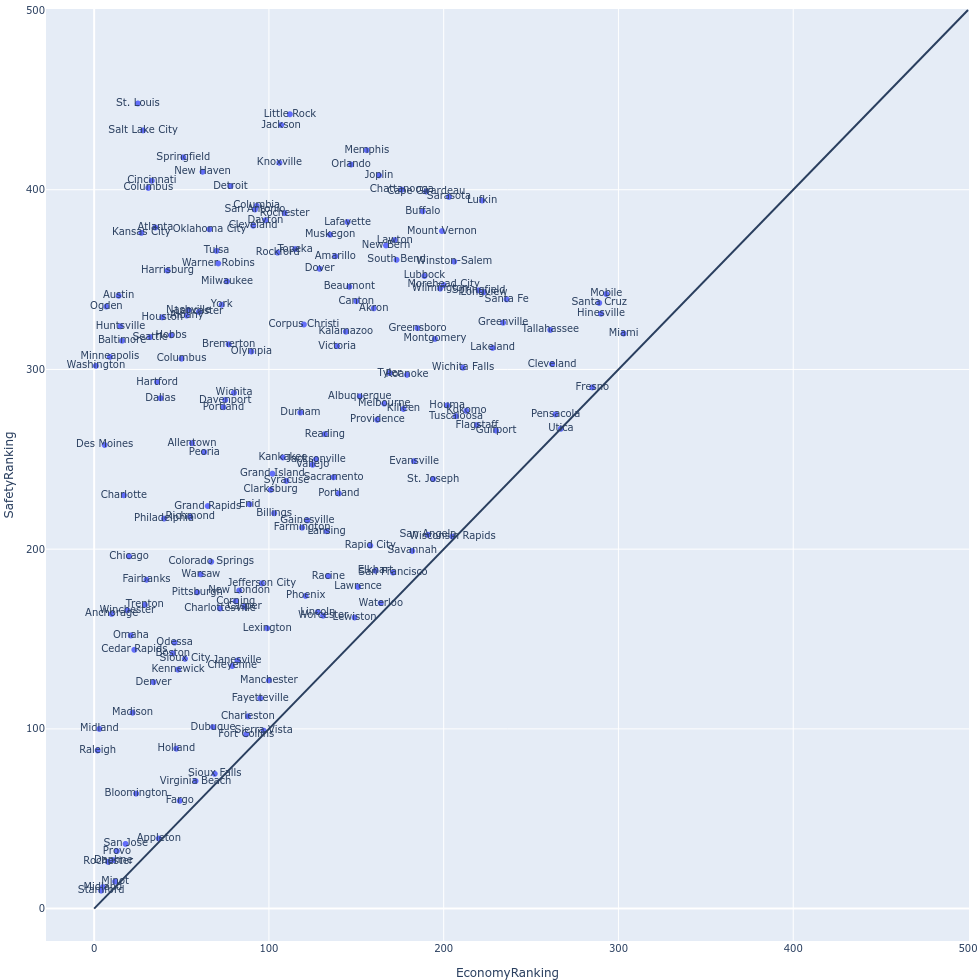 500
St. Louis
Little Rock
Jackson
Salt Lake City
Memphis
Springfield
Knoxville
Orlando
New Haven
Joplin
Cincinnati
Columbus
Detroit
400
Chattanooga
Cape Girardeau
Sarasota
Lufkin
Columbia
San Antonio
Rochester
Buffalo
Dayton
Cleveland
Lafayette
Atlanta
Oklahoma City
Kansas City
Muskegon
Mount Vernon
Lawton
New Bern
Tulsa
Rockford
Topeka
Amarillo
South Bend
Winston-Salem
Warner Robins
Dover
Harrisburg
Lubbock
Milwaukee
Beaumont
Morehead City
Wilmington
Springfield
Longview
Austin
Canton
Santa Fe
Mobile
Santa Cruz
Ogden
York
Akron
Nashville
Albany
Houston
Hinesville
Huntsville
Corpus Christi
Kalamazoo
Greensboro
Greenville
Tallahassee
Miami
Baltimore
Seattle
Hobbs
Montgomery
Bremerton
Olympia
Victoria
Lakeland
Minneapolis
Columbus
Washington
Wichita Falls
Cleveland
300
Tyler
Roanoke
Hartford
Fresno
Dallas
Wichita
Davenport
Portland
Albuquerque
Melbourne
Killeen
Houma
Kokomo
Durham
Providence
Tuscaloosa
Pensacola
Flagstaff
Gulfport
Utica
Reading
Des Moines
Allentown
Peoria
Kankakee
Jacksonville
Vallejo
Evansville
Grand Island
Syracuse
Sacramento
St. Joseph
Clarksburg
Portland
Charlotte
Grand Rapids
Enid
Philadelphia
Richmond
Billings
Gainesville
Farmington
Lansing
San Angelo
Wisconsin Rapids
200
Rapid City
Savannah
Chicago
Colorado Springs
Elkhart
San Francisco
Fairbanks
Warsaw
Racine
Jefferson City
Pittsburgh
New London
Lawrence
Phoenix
Trenton
Corning
Casper
Waterloo
Winchester
Anchorage
Charlottesville
Lincoln
Worcester
Lewiston
Lexington
Omaha
Odessa
Cedar Rapids
Boston
Sioux City
Janesville
Cheyenne
Kennewick
Denver
Manchester
Fayetteville
Madison
Charleston
100
Midland
Dubuque
Sierra Vista
Fort Collins
Raleigh
Holland
Sioux Falls
Virginia Beach
Bloomington
Fargo
Appleton
San Jose
Provo
Daphne
Rochester
Minot
Midland
Stamford
0
0
100
200
300
400
500
EconomyRanking
SafetyRanking